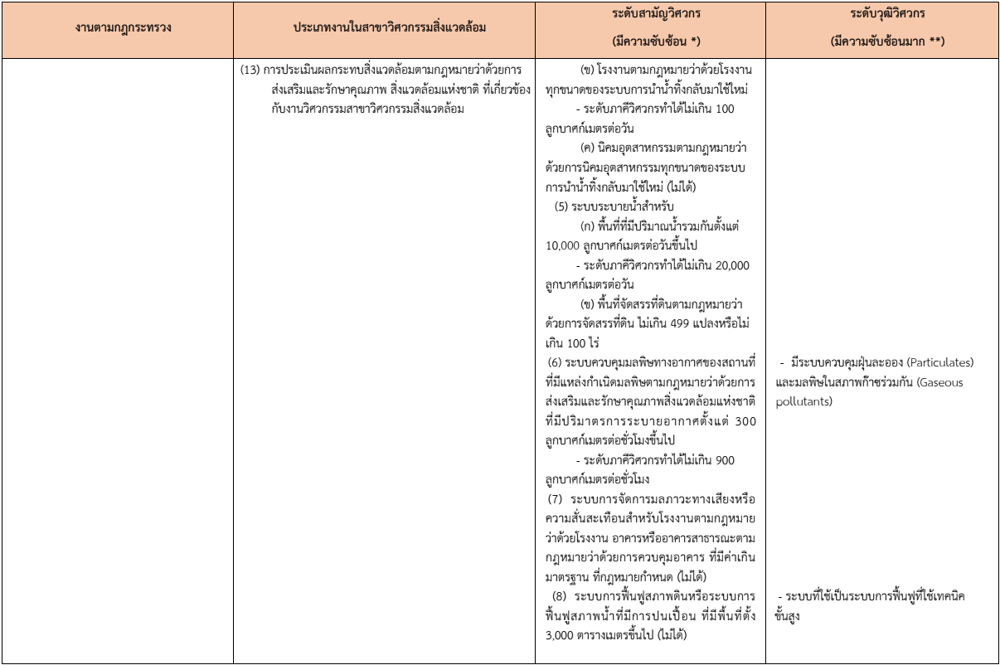 งานตามกฎกระทรวง
ประเภทงานในสาขาวิศวกรรมสิ่งแวดล้อม
ระดับสามัญวิศวกร
(มีความซับซ้อน *)
ระดับวุฒิวิศวกร
(มีความซับซ้อนมาก **)
(13) การประเมินผลกระทบสิ่งแวดล้อมตามกฎหมายว่าด้วยการ
ส่งเสริมและรักษาคุณภาพ สิ่งแวดล้อมแห่งชาติ ที่เกี่ยวข้อง
กับงานวิศวกรรมสาขาวิศวกรรมสิ่งแวดล้อม
(ข) โรงงานตามกฎหมายว่าด้วยโรงงาน
ทุกขนาดของระบบการนำน้ำทิ้งกลับมาใช้ใหม่
- ระดับภาคีวิศวกรทำได้ไม่เกิน 100
ลูกบาศก์เมตรต่อวัน
(ค) นิคมอุตสาหกรรมตามกฎหมายว่า
ด้วยการนิคมอุตสาหกรรมทุกขนาดของระบบ
การนำน้ำทิ้งกลับมาใช้ใหม่ (ไม่ได้)
(5) ระบบระบายน้ำสำหรับ
(ก) พื้นที่ที่มีปริมาณน้ำรวมกันตั้งแต่
10,000 ลูกบาศก์เมตรต่อวันขึ้นไป
- ระดับภาคีวิศวกรทำได้ไม่เกิน 20,000
ลูกบาศก์เมตรต่อวัน
(ข) พื้นที่จัดสรรที่ดินตามกฎหมายว่า
ด้วยการจัดสรรที่ดิน ไม่เกิน 499 แปลงหรือไม่
เกิน 100 ไร่
(6) ระบบควบคุมมลพิษทางอากาศของสถานที่
ที่มีแหล่งกำเนิดมลพิษตามกฎหมายว่าด้วยการ
ส่งเสริมและรักษาคุณภาพสิ่งแวดล้อมแห่งชาติ
ที่มีปริมาตรการระบายอากาศตั้งแต่ 300
ลูกบาศก์เมตรต่อชั่วโมงขึ้นไป
- ระดับภาคีวิศวกรทำได้ไม่เกิน 900
ลูกบาศก์เมตรต่อชั่วโมง
(7) ระบบการจัดการมลภาวะทางเสียงหรือ
ความสั่นสะเทือนสำหรับโรงงานตามกฎหมาย
ว่าด้วยโรงงาน อาคารหรืออาคารสาธารณะตาม
กฎหมายว่าด้วยการควบคุมอาคาร ที่มีค่าเกิน
มาตรฐาน ที่กฎหมายกำหนด (ไม่ได้)
(8) ระบบการฟื้นฟูสภาพดินหรือระบบการ
ฟื้นฟูสภาพน้ำที่มีการปนเปื้อน ที่มีพื้นที่ตั้ง
3,000 ตารางเมตรขึ้นไป (ไม่ได้)
- มีระบบควบคุมฝุ่นละออง (Particulates)
และมลพิษในสภาพก๊าซร่วมกัน (Gaseous
pollutants)
- ระบบที่ใช้เป็นระบบการฟื้นฟูที่ใช้เทคนิค
ขั้นสูง